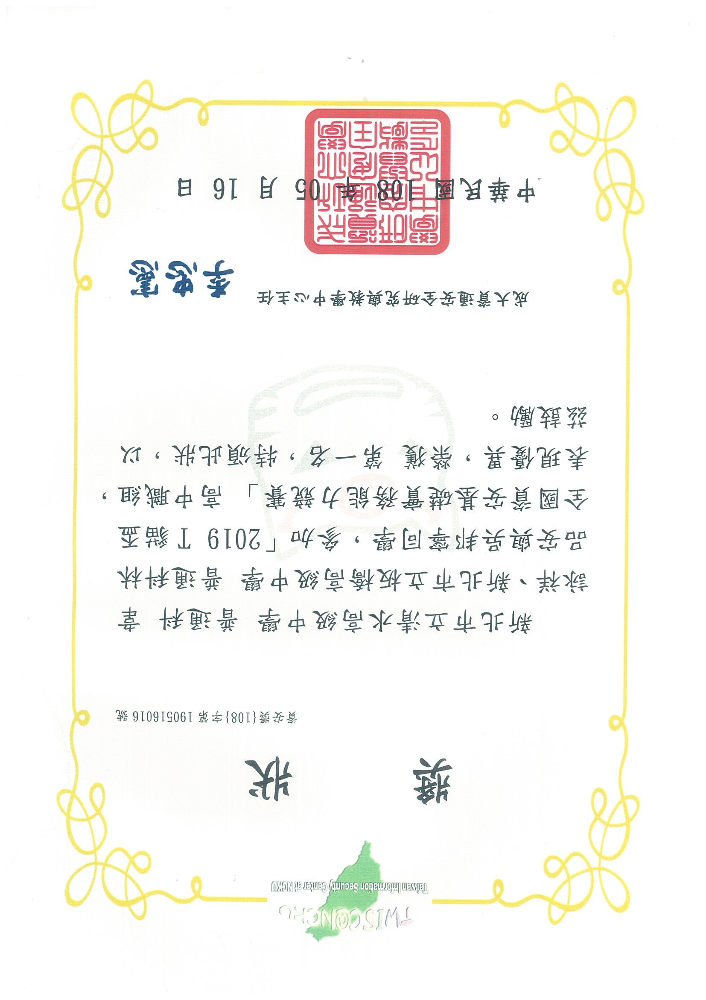 TWISC@NCKU
Taiwan Information Security Center at NCKU
獎 狀
資安獎{108}字第 190516016 號
新北市立清水高級中學 普通科 韋
詠祥、新北市立板橋高級中學 普通科林
品安與吳邦寧同學,參加「2019 T 貓盃
全國資安基礎實務能力競賽」 高中職組,
表現優異,榮獲 第一名,特頒此狀,以
茲鼓勵。
成大資通安全研究與教學中心主任
李忠憲
中華民國 108 年 05 月 16 日